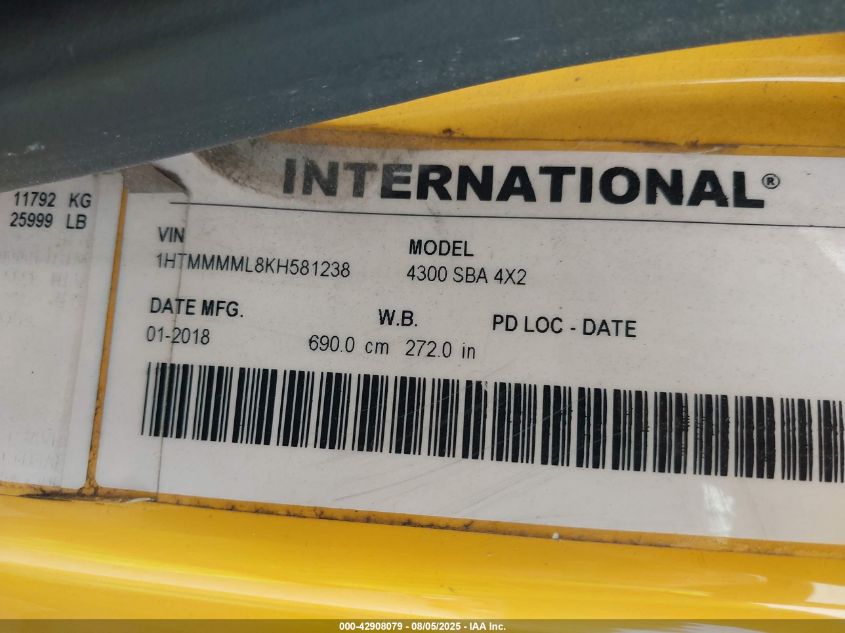 INTERNATIONAL®
11792 KG
25999 LB
VIN
1HTMMMML8KH581238
MODEL
4300 SBA 4X2
DATE MFG.
01-2018
W.B.
690.0 cm 272.0 in
PD LOC - DATE
000-42908079 - 08/05/2025 - IAA Inc.